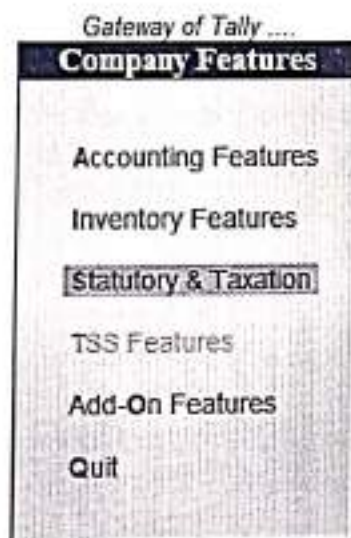 Gateway of Tally ....
Company Features
Accounting Features
Inventory Features
Statutory & Taxation
TSS Features
Add-On Features
Quit